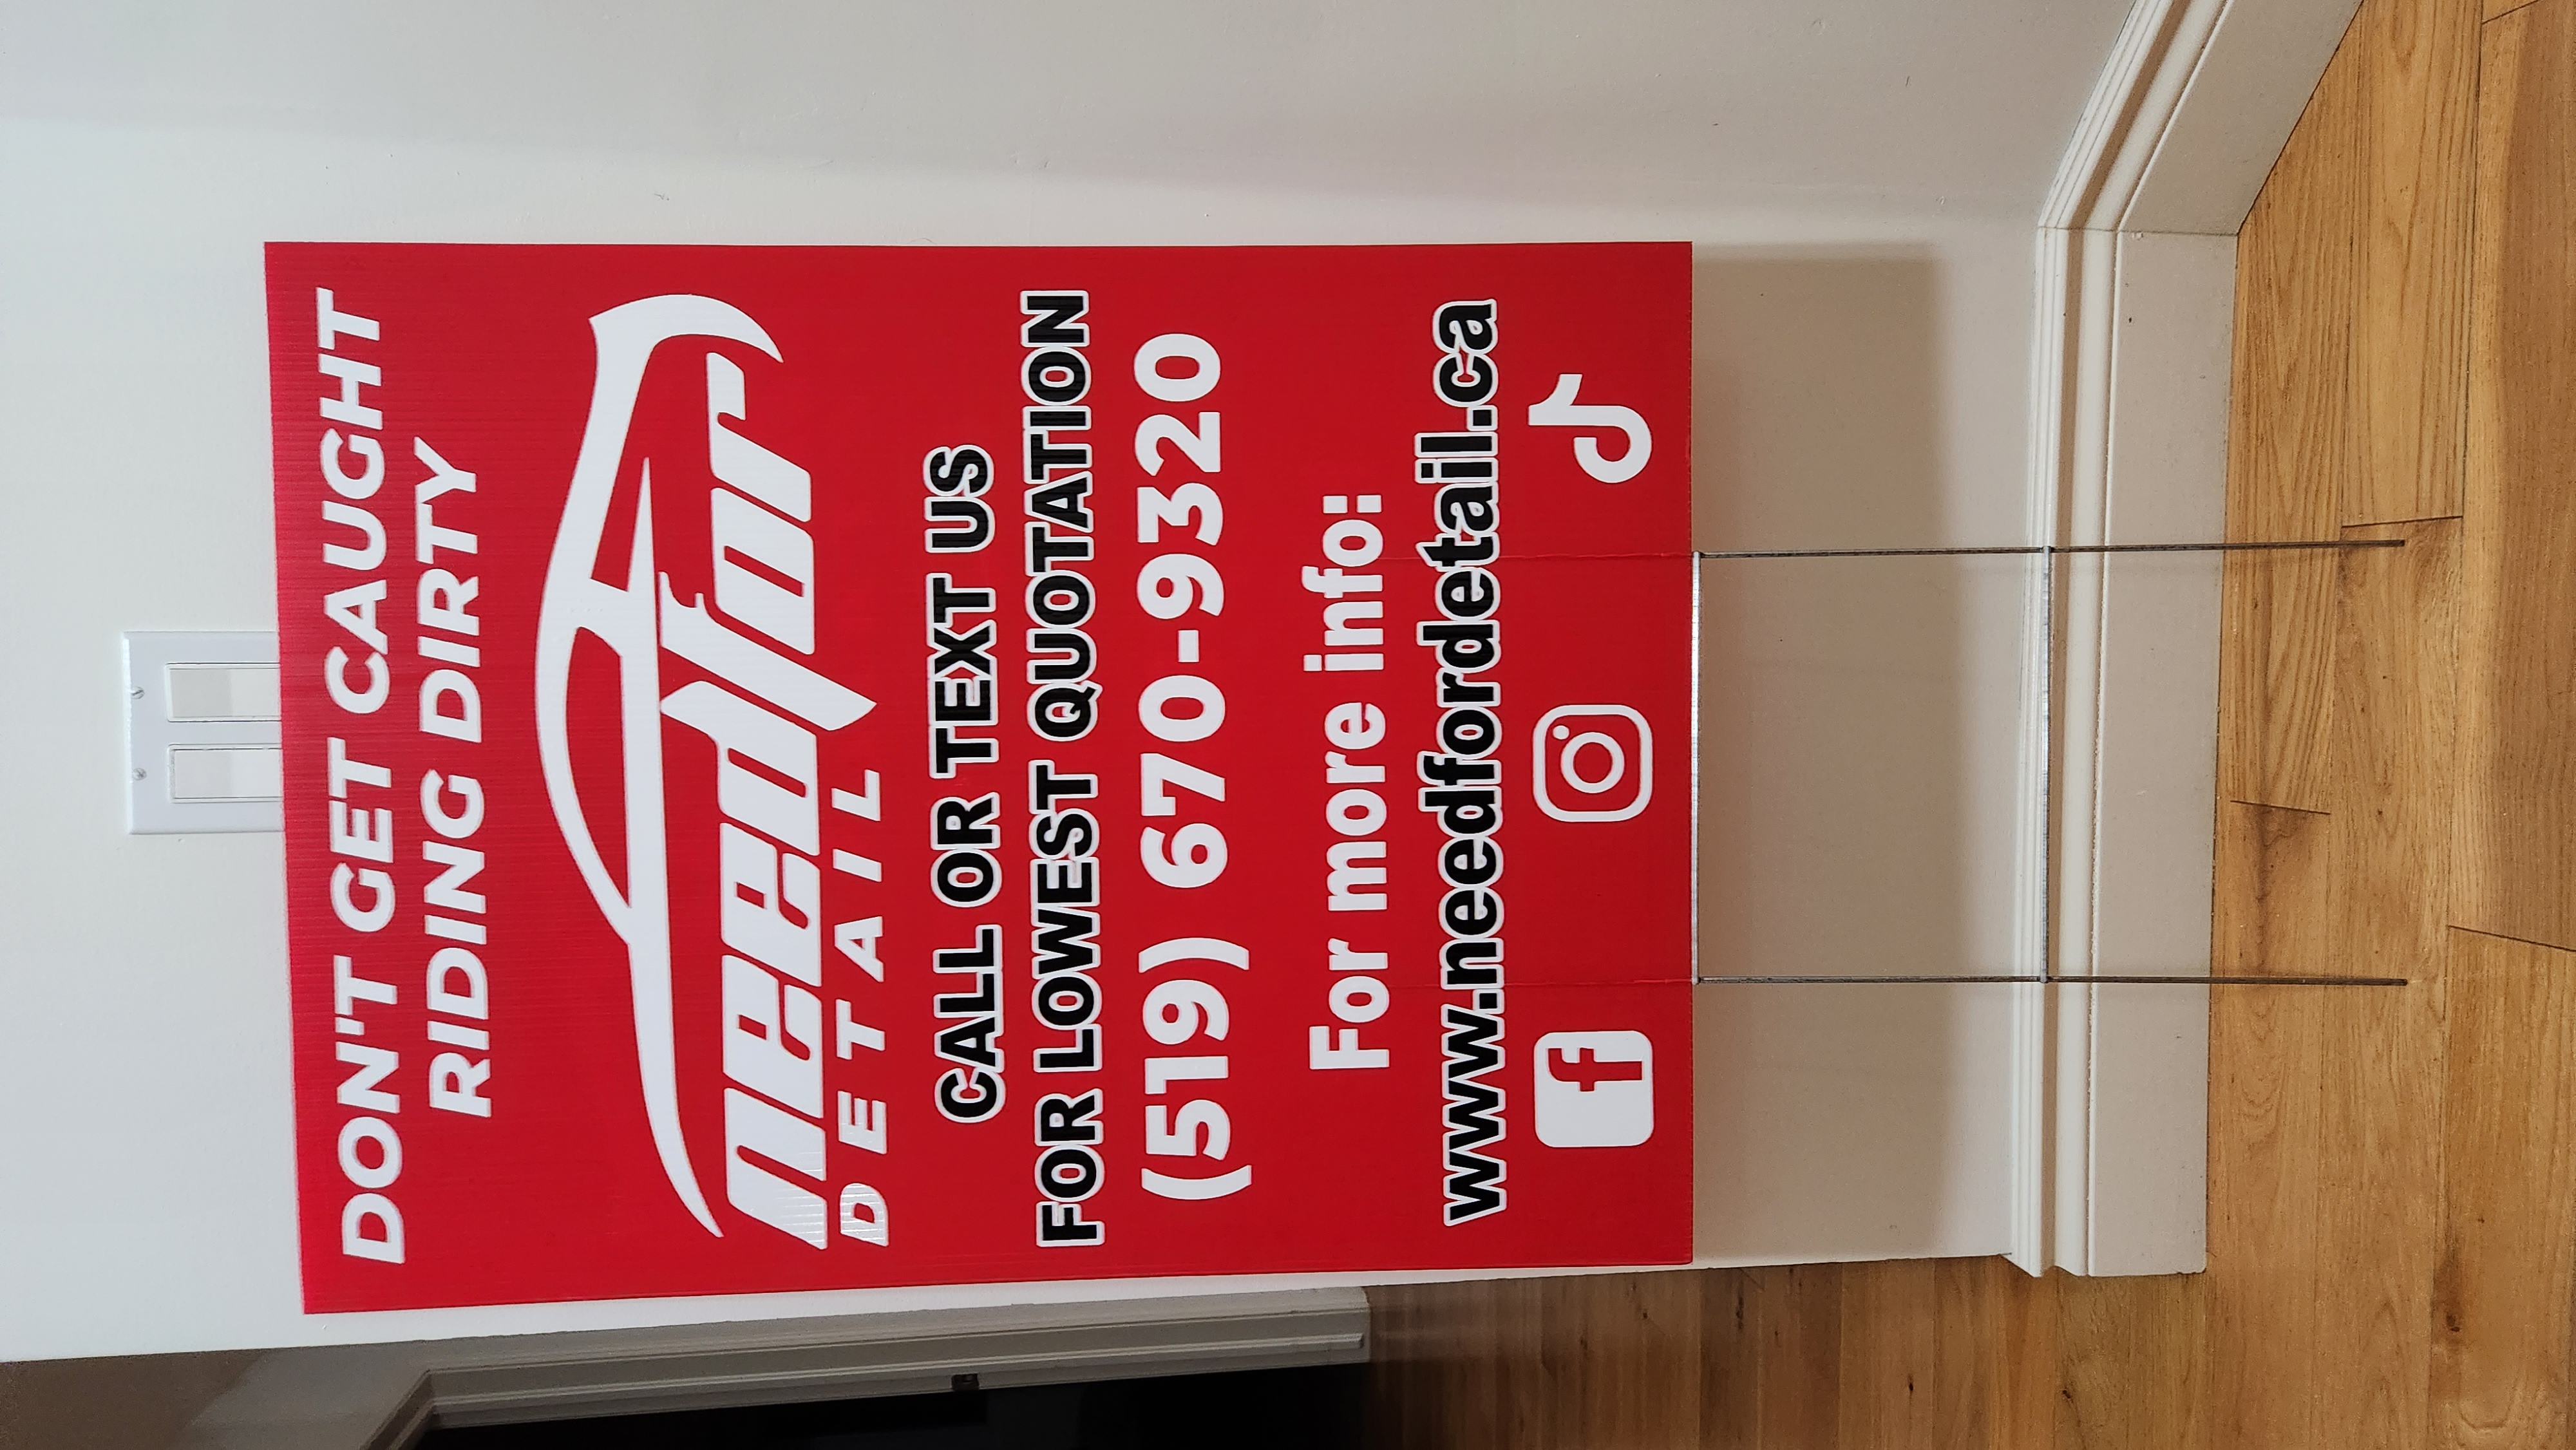 DON'T GET CAUGHT
RIDING DIRTY
needfor
DETAIL
CALL OR TEXT US
FOR LOWEST QUOTATION
(519) 670-9320
For more info:
www.needfordetail.ca